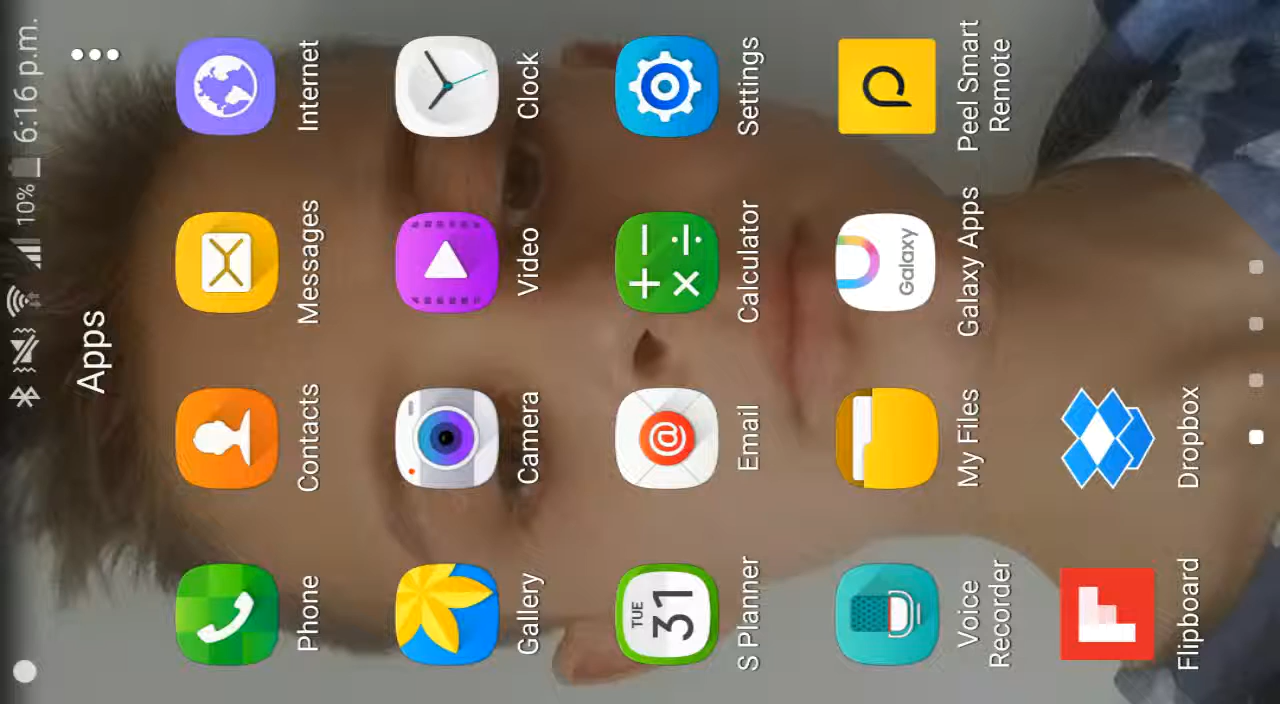 10% 6:16 p.m.
Apps
Phone Contacts Messages Internet
Gallery Camera Video Clock
TUE
31
@
S Planner Email Calculator Settings
Galaxy
Voice
Recorder
My Files
Galaxy Apps
Peel Smart
Remote
Flipboard Dropbox